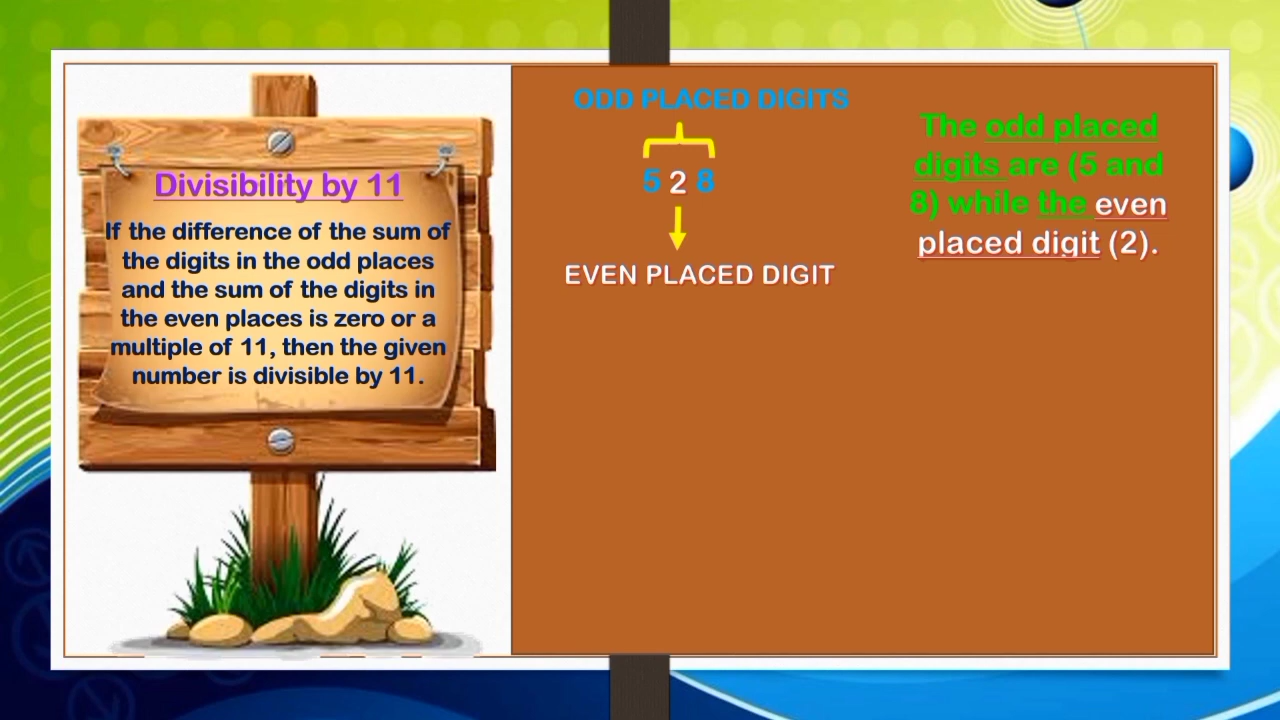 Divisibility by 11
If the difference of the sum of
the digits in the odd places
and the sum of the digits in
the even places is zero or a
multiple of 11, then the given
number is divisible by 11.
ODD PLACED DIGITS
5 2 8
EVEN PLACED DIGIT
The odd placed
digits are (5 and
8) while the even
placed digit (2).